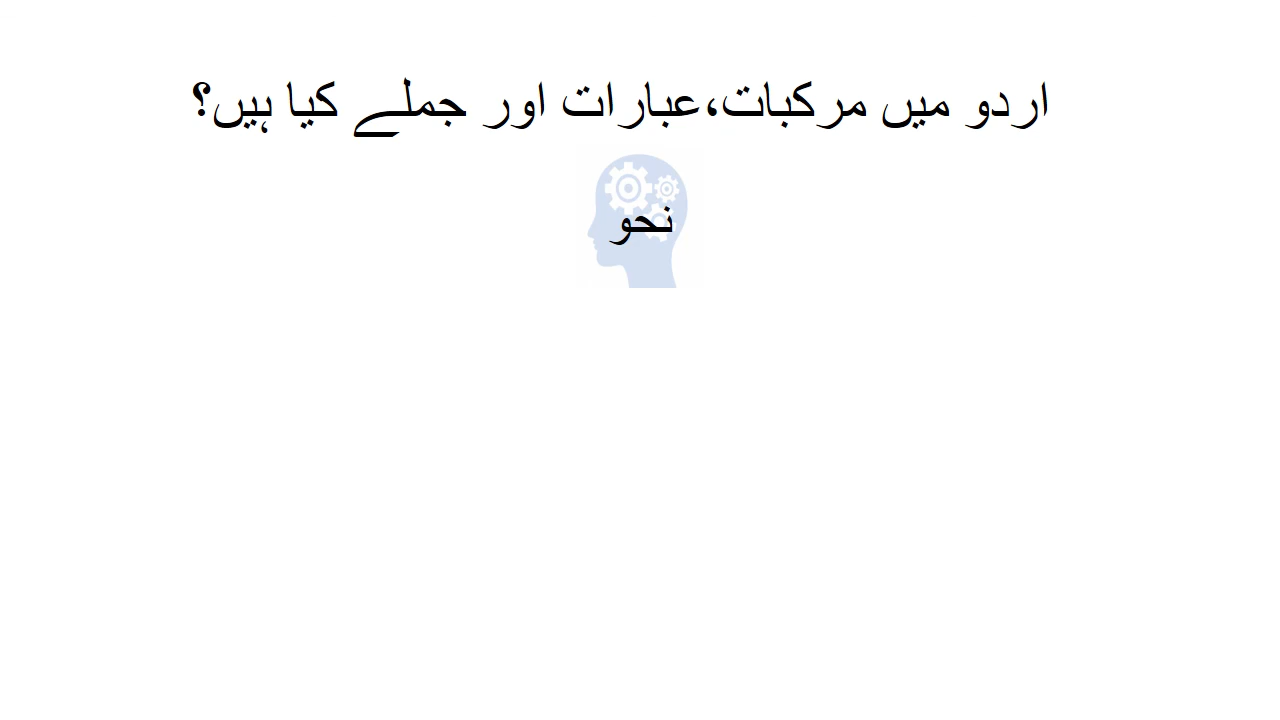 اردو میں مرکبات،عبارات اور جملے کیا ہیں؟
نحو